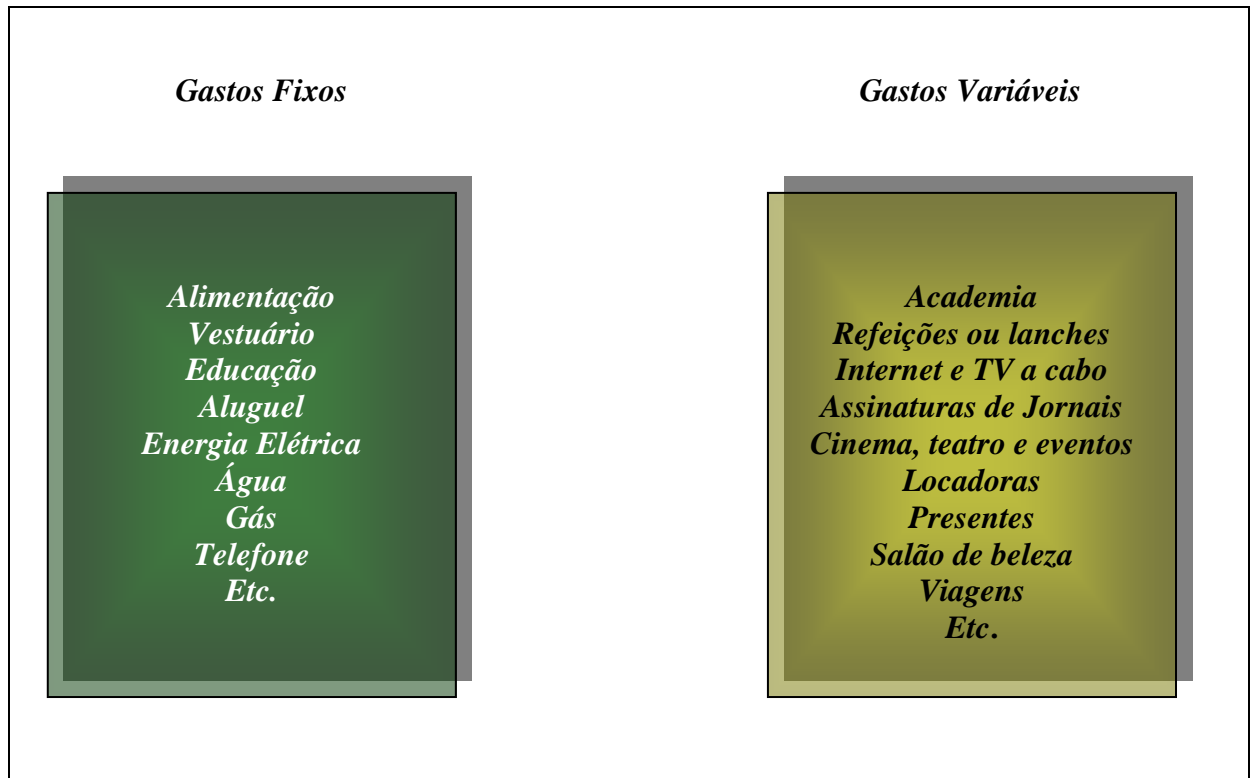 Gastos Fixos
Alimentação
Vestuário
Educação
Aluguel
Energia Elétrica
Água
Gás
Telefone
Etc.
Gastos Variáveis
Academia
Refeições ou lanches
Internet e TV a cabo
Assinaturas de Jornais
Cinema, teatro e eventos
Locadoras
Presentes
Salão de beleza
Viagens
Etc.